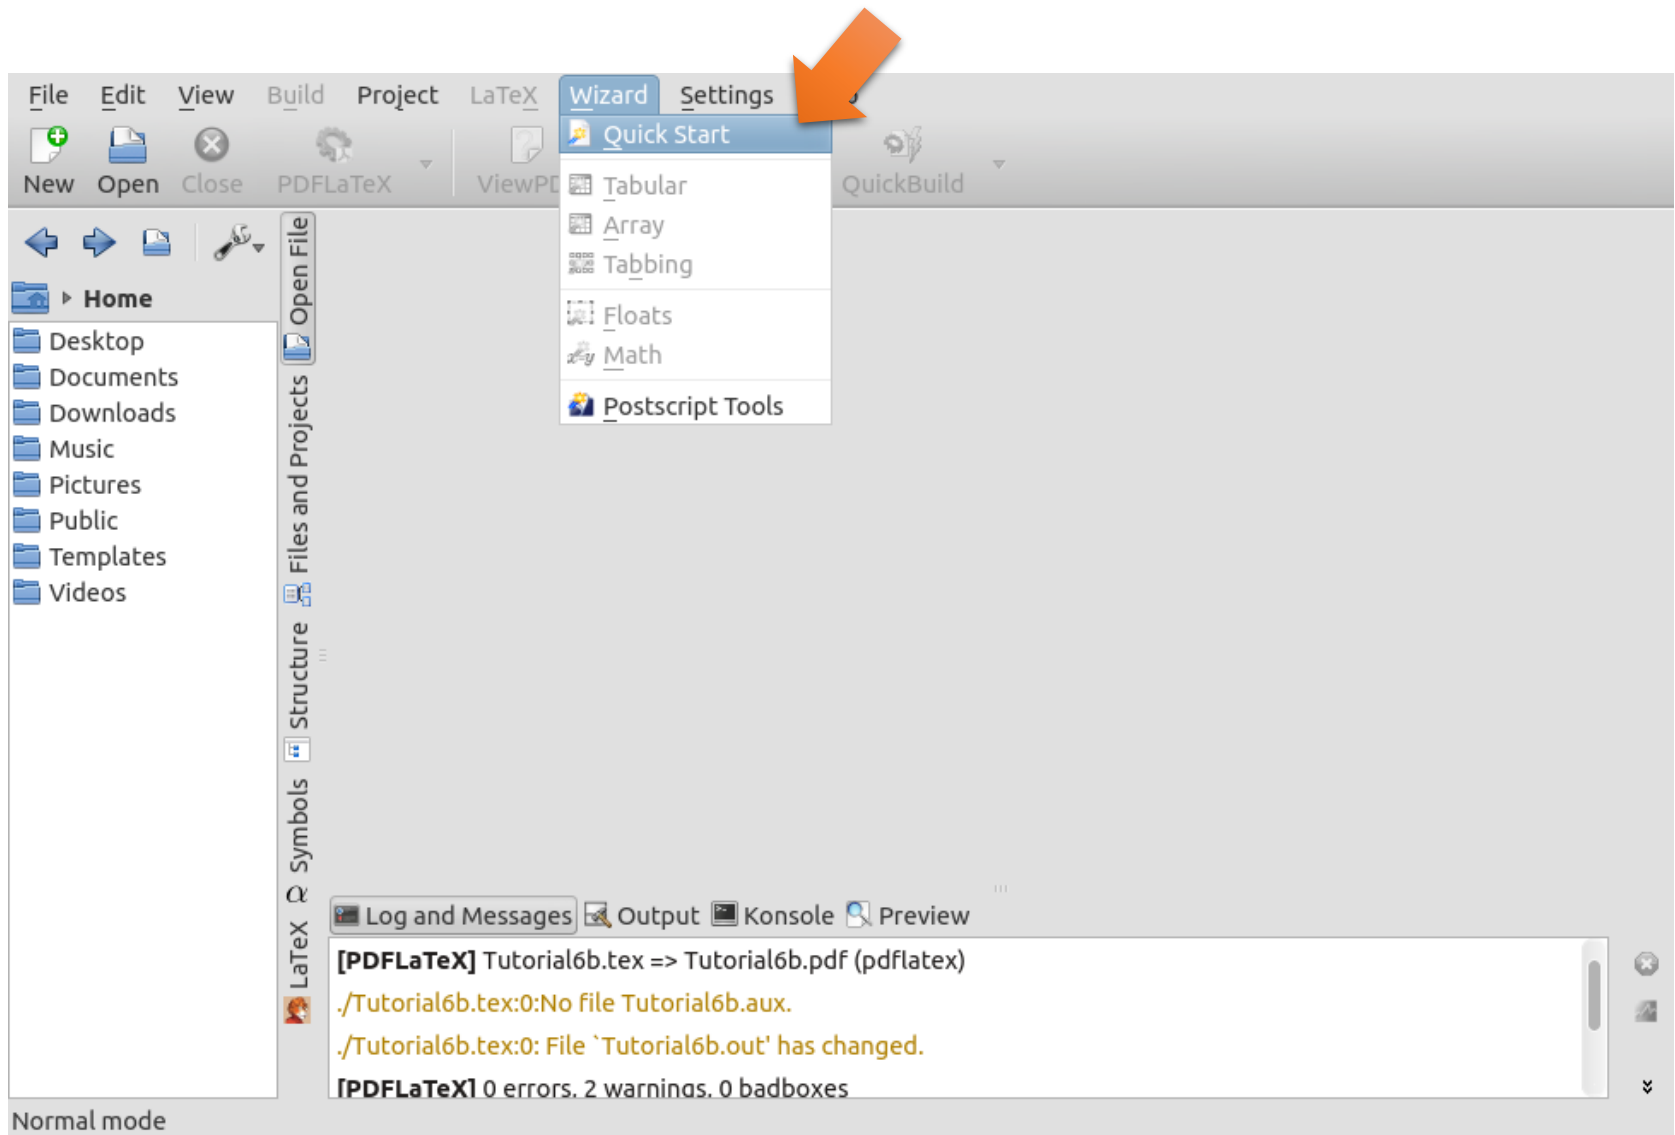 File Edit View Build Project LaTeX Wizard Settings
New Open Close PDFLaTeX ViewPD QuickBuild
Quick Start
Tabular
Array
Tabbing
Floats
Math
Postscript Tools
Home
Desktop
Documents
Downloads
Music
Pictures
Public
Templates
Videos
Open File
Files and Projects
Structure
Symbols
LaTeX
Log and Messages Output Konsole Preview
[PDFLaTeX] Tutorial6b.tex => Tutorial6b.pdf (pdflatex)
./Tutorial6b.tex:0:No file Tutorial6b.aux.
./Tutorial6b.tex:0: File `Tutorial6b.out' has changed.
[PDFLaTeX] 0 errors, 2 warnings, 0 badboxes
Normal mode